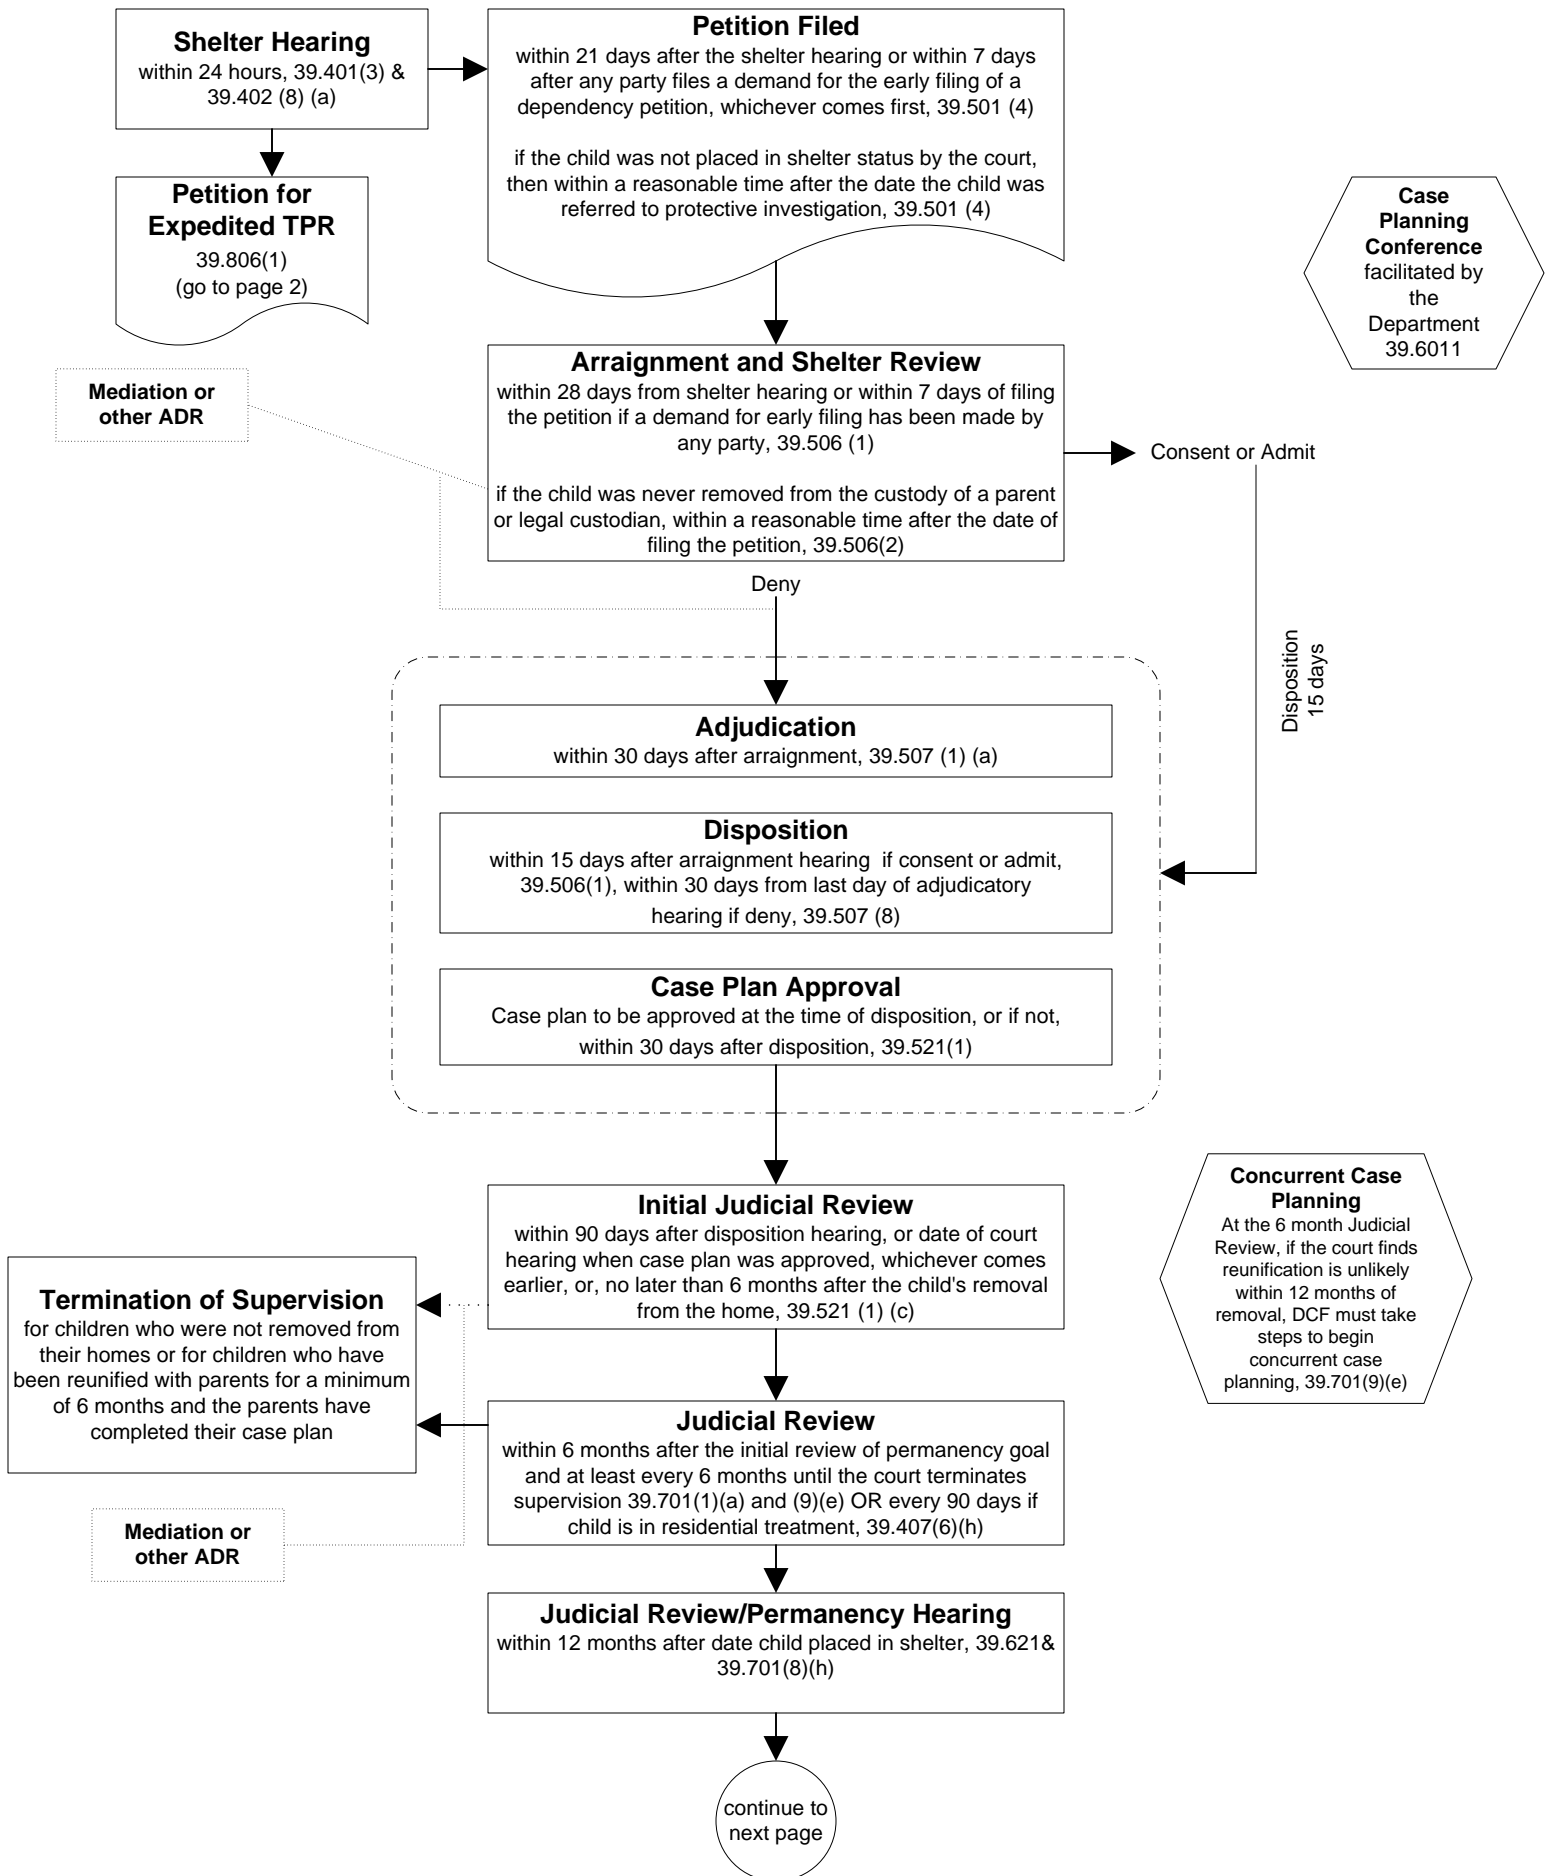 Shelter Hearing
within 24 hours, 39.401(3) &
39.402 (8) (a)
Petition Filed
within 21 days after the shelter hearing or within 7 days
after any party files a demand for the early filing of a
dependency petition, whichever comes first, 39.501 (4)
if the child was not placed in shelter status by the court,
then within a reasonable time after the date the child was
referred to protective investigation, 39.501 (4)
Petition for
Expedited TPR
39.806(1)
(go to page 2)
Case
Planning
Conference
facilitated by
the
Department
39.6011
Mediation or
other ADR
Arraignment and Shelter Review
within 28 days from shelter hearing or within 7 days of filing
the petition if a demand for early filing has been made by
any party, 39.506 (1)
if the child was never removed from the custody of a parent
or legal custodian, within a reasonable time after the date of
filing the petition, 39.506(2)
Consent or Admit
Deny
Disposition
15 days
Adjudication
within 30 days after arraignment, 39.507 (1) (a)
Disposition
within 15 days after arraignment hearing  if consent or admit,
39.506(1), within 30 days from last day of adjudicatory
hearing if deny, 39.507 (8)
Case Plan Approval
Case plan to be approved at the time of disposition, or if not,
within 30 days after disposition, 39.521(1)
Initial Judicial Review
within 90 days after disposition hearing, or date of court
hearing when case plan was approved, whichever comes
earlier, or, no later than 6 months after the child's removal
from the home, 39.521 (1) (c)
Concurrent Case
Planning
At the 6 month Judicial
Review, if the court finds
reunification is unlikely
within 12 months of
removal, DCF must take
steps to begin
concurrent case
planning, 39.701(9)(e)
Termination of Supervision
for children who were not removed from
their homes or for children who have
been reunified with parents for a minimum
of 6 months and the parents have
completed their case plan
Judicial Review
within 6 months after the initial review of permanency goal
and at least every 6 months until the court terminates
supervision 39.701(1)(a) and (9)(e) OR every 90 days if
child is in residential treatment, 39.407(6)(h)
Mediation or
other ADR
Judicial Review/Permanency Hearing
within 12 months after date child placed in shelter, 39.621&
39.701(8)(h)
continue to
next page